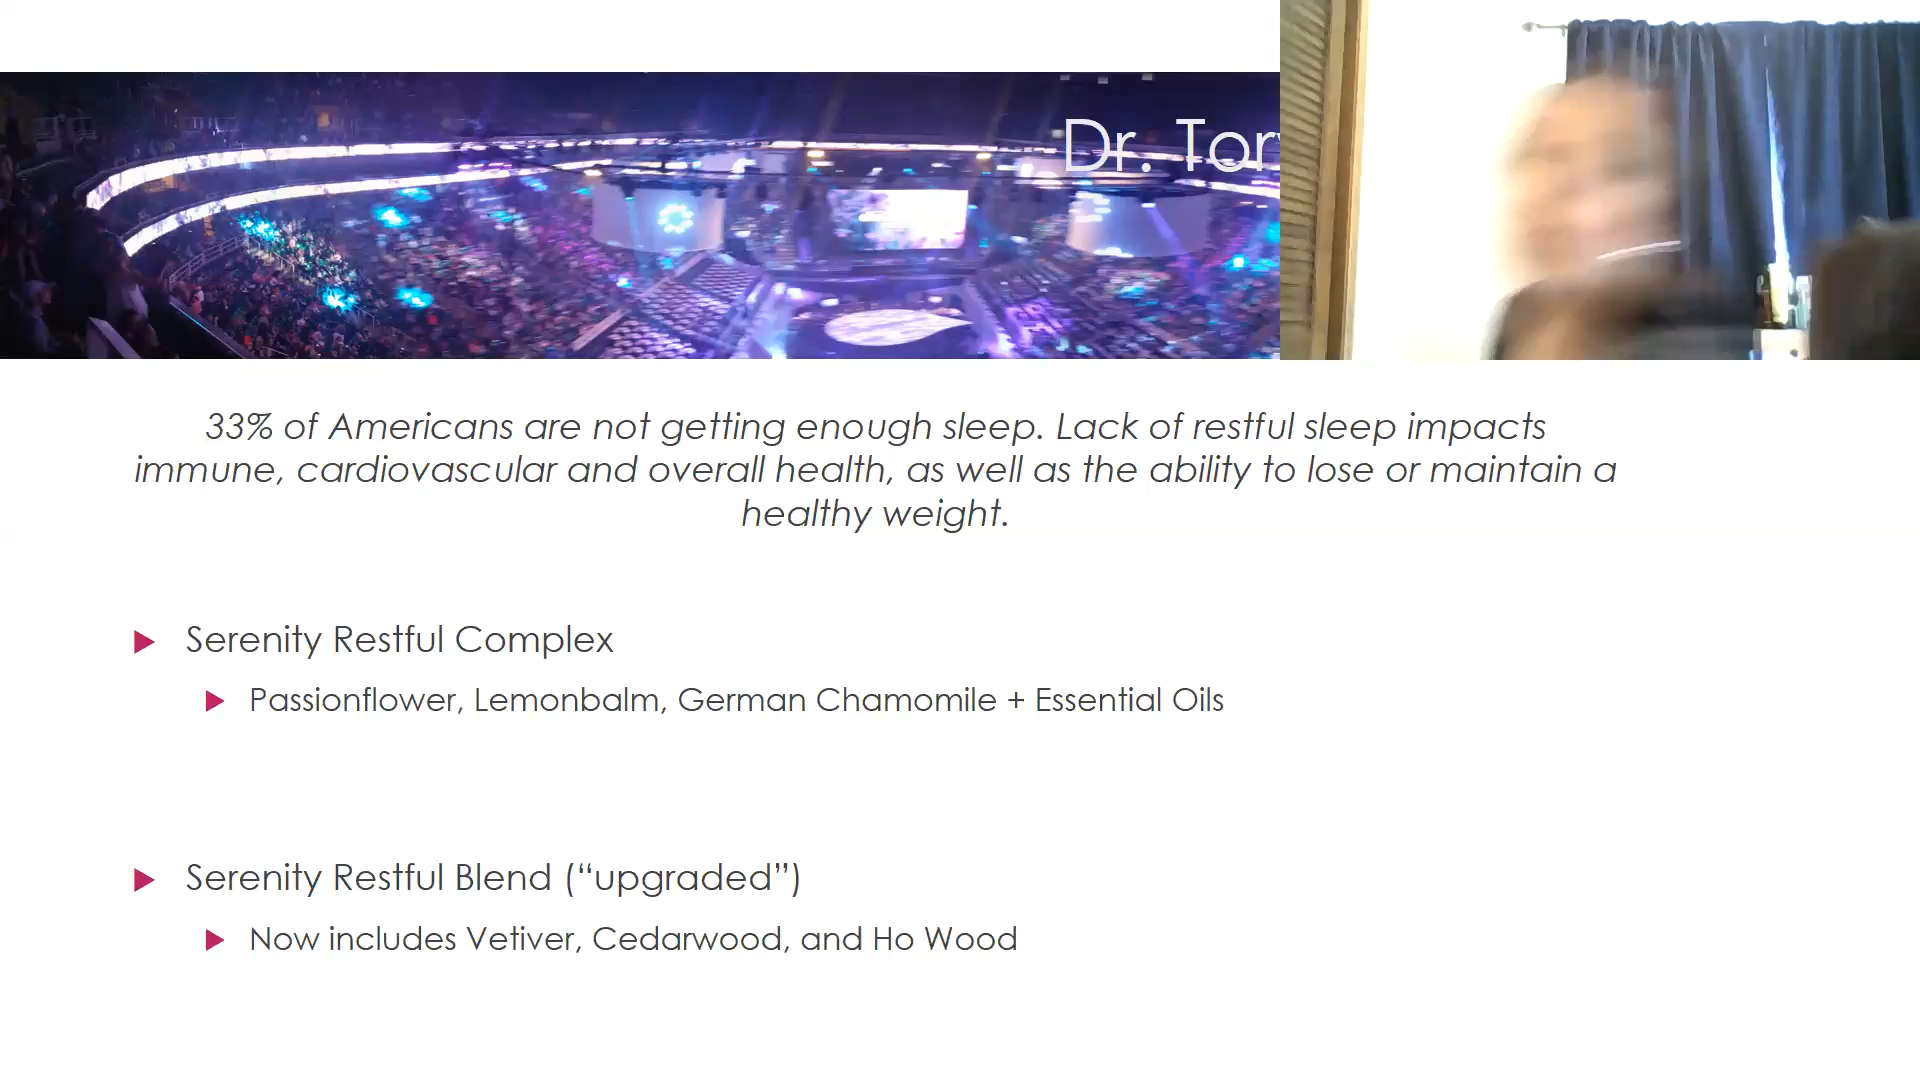 Dr. Tory
33% of Americans are not getting enough sleep. Lack of restful sleep impacts
immune, cardiovascular and overall health, as well as the ability to lose or maintain a
healthy weight.
Serenity Restful Complex
Passionflower, Lemonbalm, German Chamomile + Essential Oils
Serenity Restful Blend (“upgraded”)
Now includes Vetiver, Cedarwood, and Ho Wood